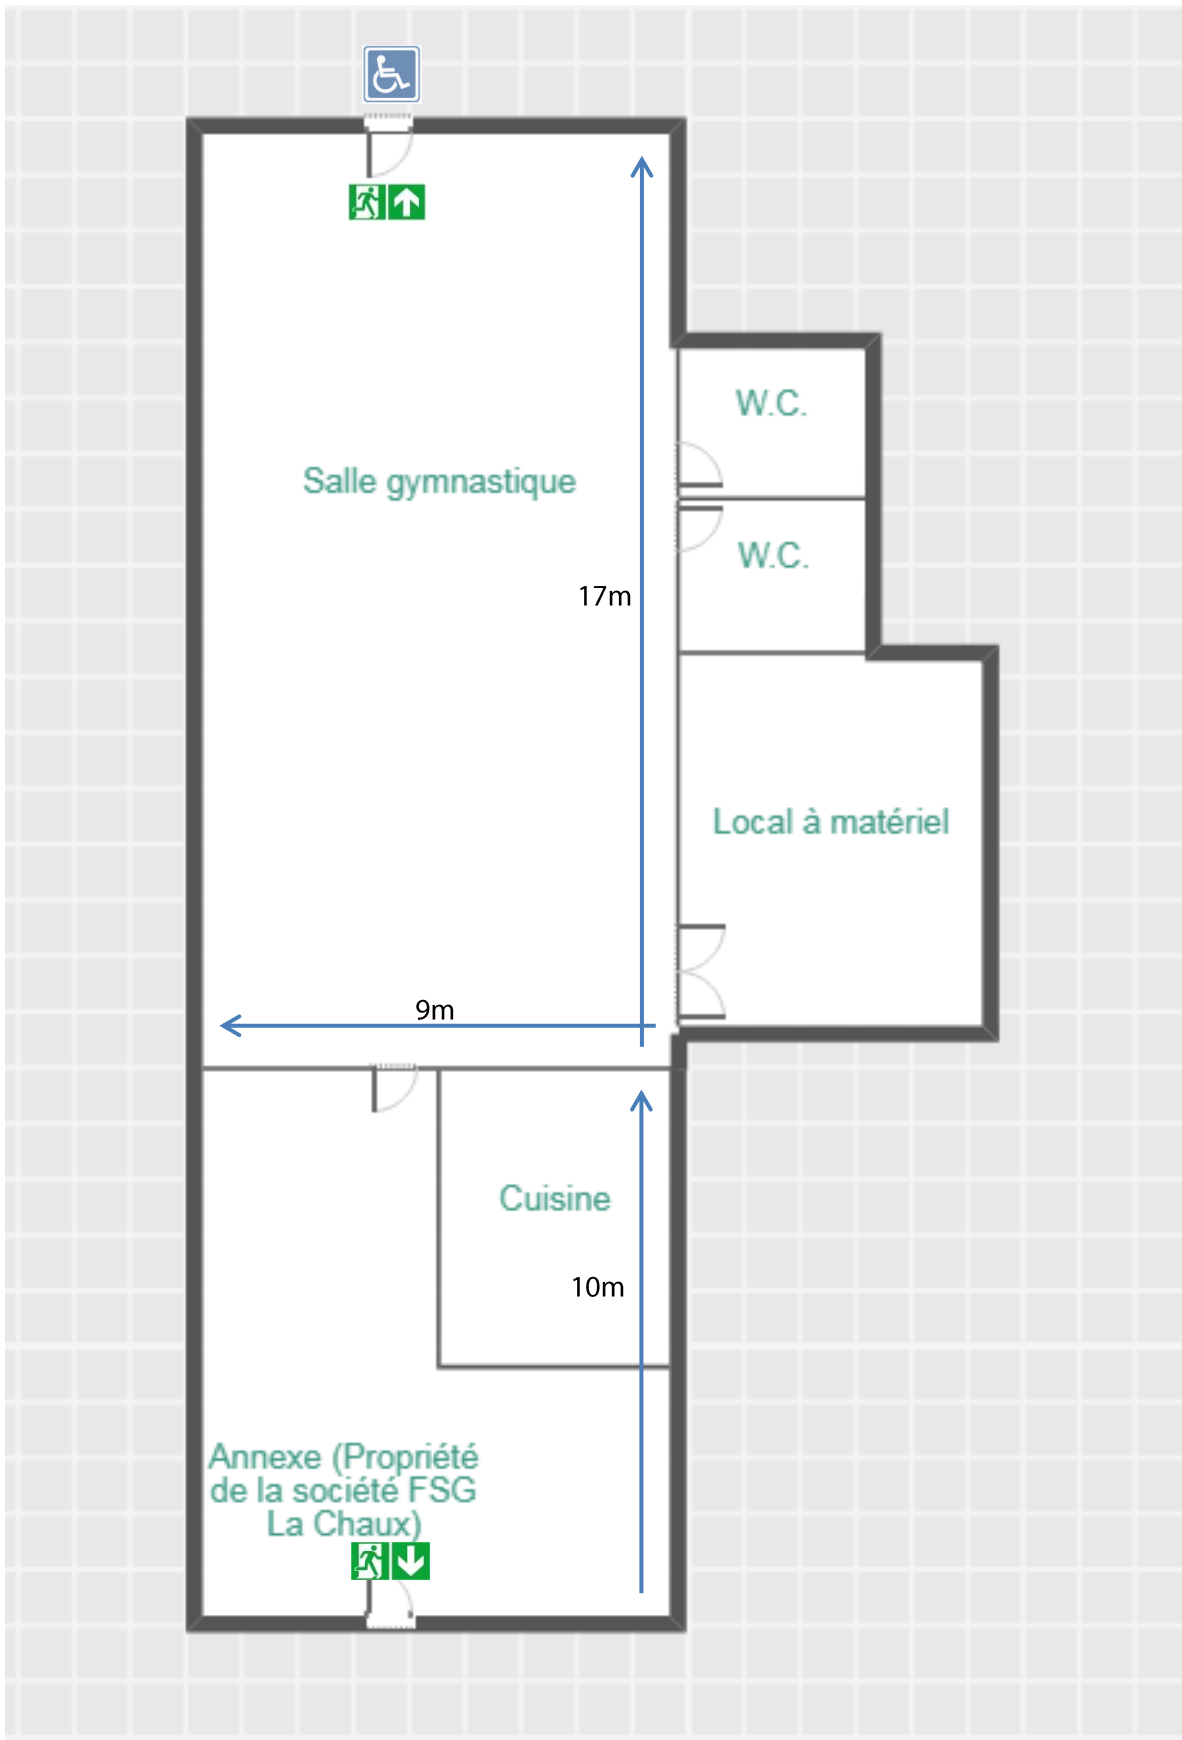 W.C.
Salle gymnastique
W.C.
17m
Local à matériel
9m
Cuisine
10m
Annexe (Propriété
de la société FSG
La Chaux)